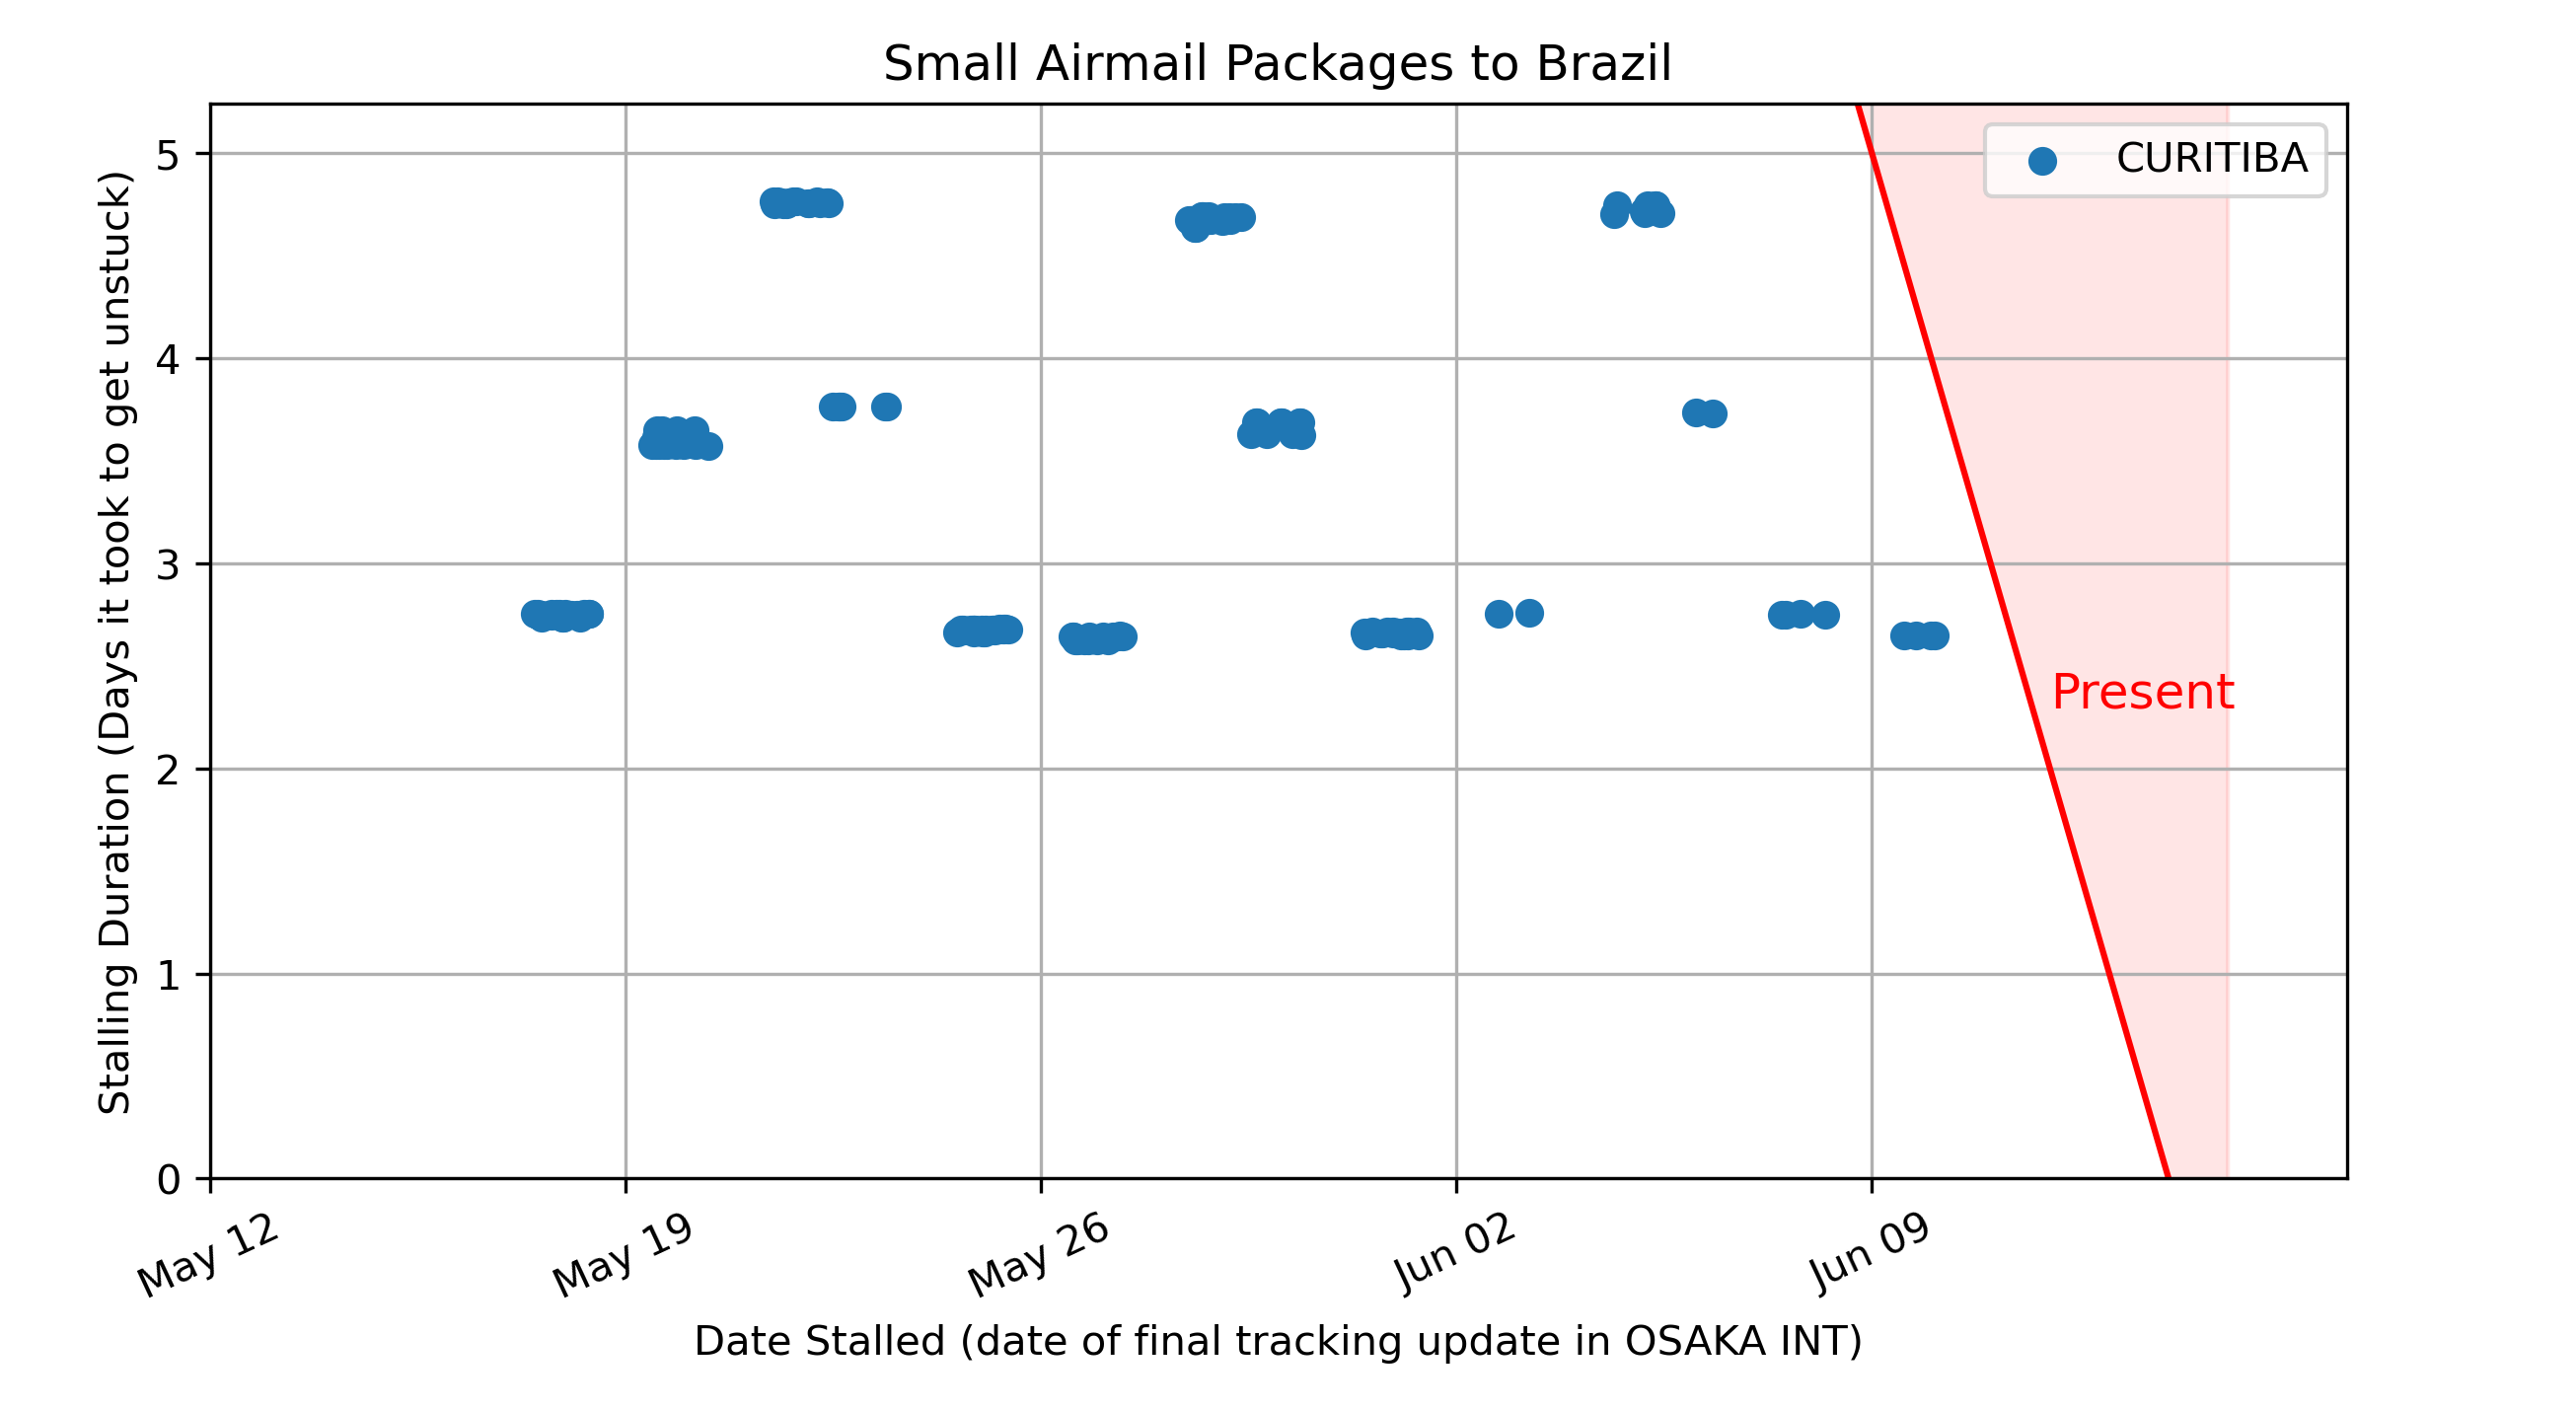 Small Airmail Packages to Brazil
Stalling Duration (Days it took to get unstuck)
5
4
3
2
1
0
CURITIBA
Present
May 12
May 19
May 26
Jun 02
Jun 09
Date Stalled (date of final tracking update in OSAKA INT)